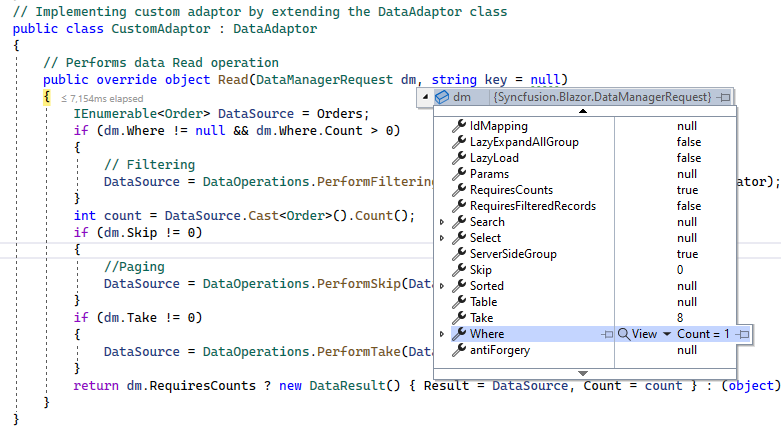 // Implementing custom adaptor by extending the DataAdaptor class
public class CustomAdaptor : DataAdaptor
{
// Performs data Read operation
public override object Read(DataManagerRequest dm, string key = null)
{ ≤ 7,154ms elapsed
dm {Syncfusion.Blazor.DataManagerRequest}
IEnumerable<Order> DataSource = Orders;
if (dm.Where != null && dm.Where.Count > 0)
{
// Filtering
DataSource = DataOperations.PerformFiltering
ator);
}
int count = DataSource.Cast<Order>().Count();
if (dm.Skip != 0)
{
//Paging
DataSource = DataOperations.PerformSkip(Dat
}
if (dm.Take != 0)
{
DataSource = DataOperations.PerformTake(Dat
}
return dm.RequiresCounts ? new DataResult() { Result = DataSource, Count = count } : (object)
}
}
IdMapping null
LazyExpandAllGroup false
LazyLoad false
Params null
RequiresCounts true
RequiresFilteredRecords false
Search null
Select null
ServerSideGroup true
Skip 0
Sorted null
Table null
Take 8
Where View Count = 1
antiForgery null